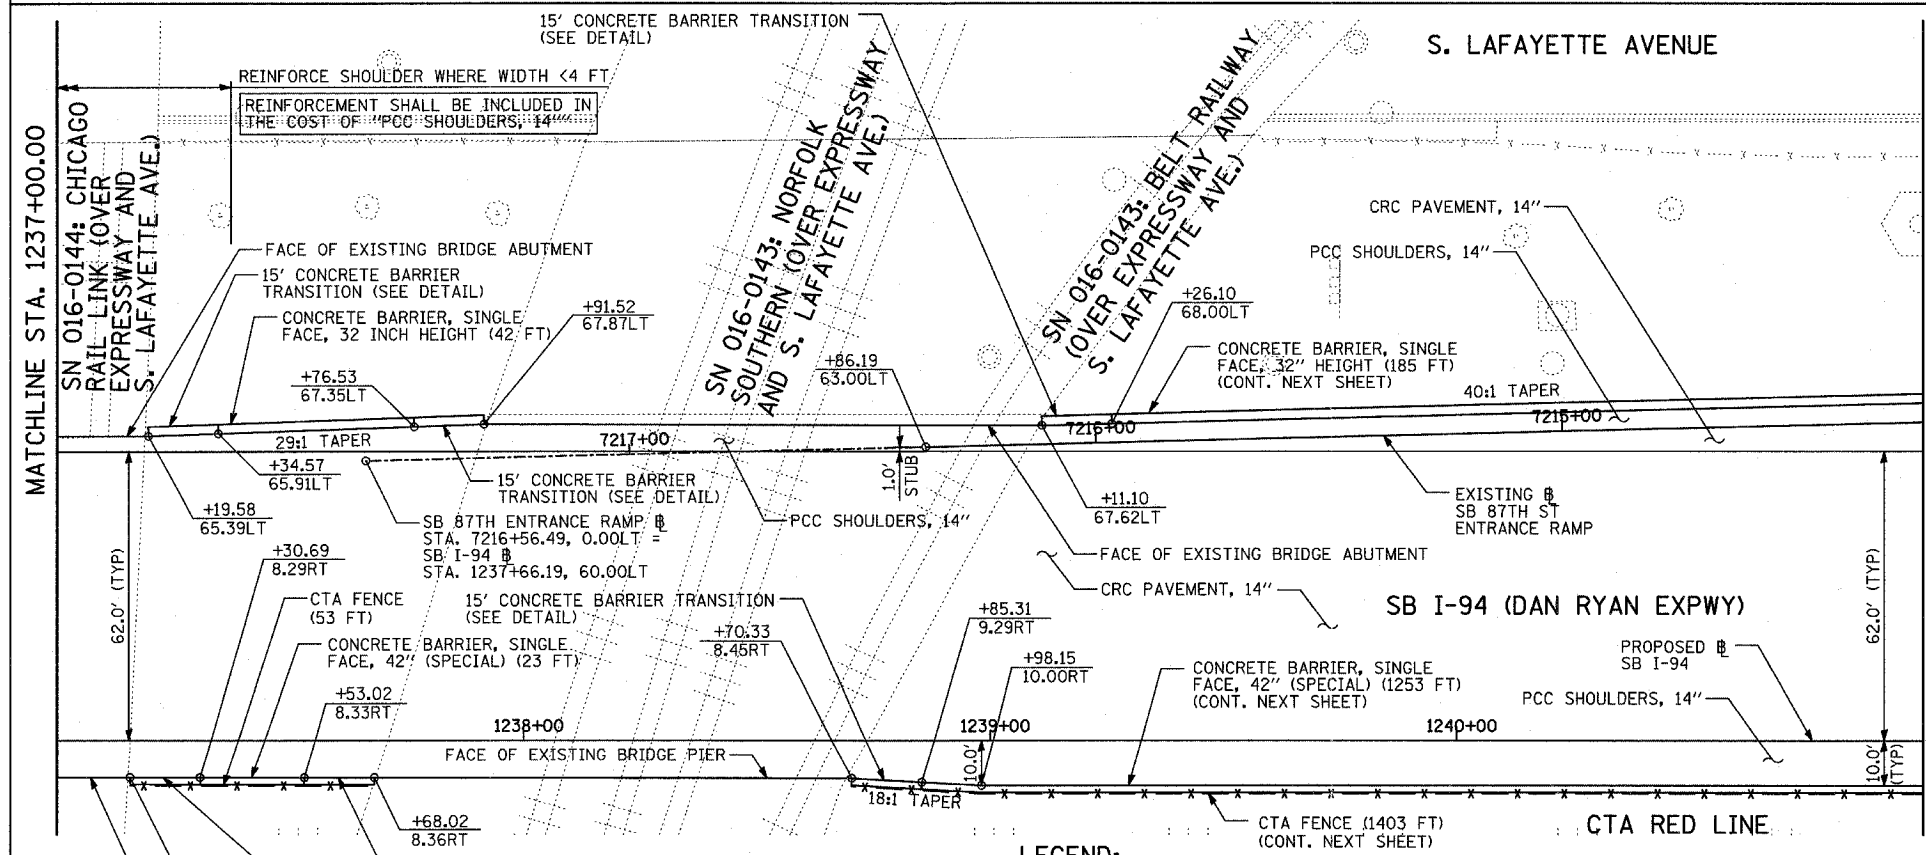 15' CONCRETE BARRIER TRANSITION
(SEE DETAIL)
S. LAFAYETTE AVENUE
REINFORCE SHOULDER WHERE WIDTH <4 FT
REINFORCEMENT SHALL BE INCLUDED IN
THE COST OF "PCC SHOULDERS, 14""
MATCHLINE STA. 1237+00.00
SN 016-0144: CHICAGO
RAIL LINK (OVER
EXPRESSWAY AND
S. LAFAYETTE AVE.)
SN 016-0143: NORFOLK
SOUTHERN (OVER EXPRESSWAY
AND S. LAFAYETTE AVE.)
SN 016-0143: BELT RAILWAY
(OVER EXPRESSWAY AND
S. LAFAYETTE AVE.)
CRC PAVEMENT, 14"
PCC SHOULDERS, 14"
FACE OF EXISTING BRIDGE ABUTMENT
15' CONCRETE BARRIER
TRANSITION (SEE DETAIL)
CONCRETE BARRIER, SINGLE
FACE, 32 INCH HEIGHT (42 FT)
+91.52
67.87LT
+26.10
68.00LT
+86.19
63.00LT
CONCRETE BARRIER, SINGLE
FACE, 32" HEIGHT (185 FT)
(CONT. NEXT SHEET)
+76.53
67.35LT
40:1 TAPER
7215+00
7216+00
7217+00
29:1 TAPER
+34.57
65.91LT
1.0'
STUB
15' CONCRETE BARRIER
TRANSITION (SEE DETAIL)
+19.58
65.39LT
+11.10
67.62LT
EXISTING ℄
SB 87TH ST
ENTRANCE RAMP
SB 87TH ENTRANCE RAMP ℄
STA. 7216+56.49, 0.00LT =
SB I-94 ℄
STA. 1237+66.19, 60.00LT
PCC SHOULDERS, 14"
FACE OF EXISTING BRIDGE ABUTMENT
+30.69
8.29RT
62.0' (TYP)
62.0' (TYP)
CTA FENCE
(53 FT)
15' CONCRETE BARRIER TRANSITION
(SEE DETAIL)
CRC PAVEMENT, 14"
SB I-94 (DAN RYAN EXPWY)
+85.31
9.29RT
CONCRETE BARRIER, SINGLE
FACE, 42" (SPECIAL) (23 FT)
+70.33
8.45RT
+98.15
10.00RT
PROPOSED ℄
SB I-94
CONCRETE BARRIER, SINGLE
FACE, 42" (SPECIAL) (1253 FT)
(CONT. NEXT SHEET)
PCC SHOULDERS, 14"
+53.02
8.33RT
1238+00
1239+00
1240+00
FACE OF EXISTING BRIDGE PIER
10.0'
10.0'
(TYP)
18:1 TAPER
+68.02
8.36RT
CTA FENCE (1403 FT)
(CONT. NEXT SHEET)
CTA RED LINE
LEGEND: